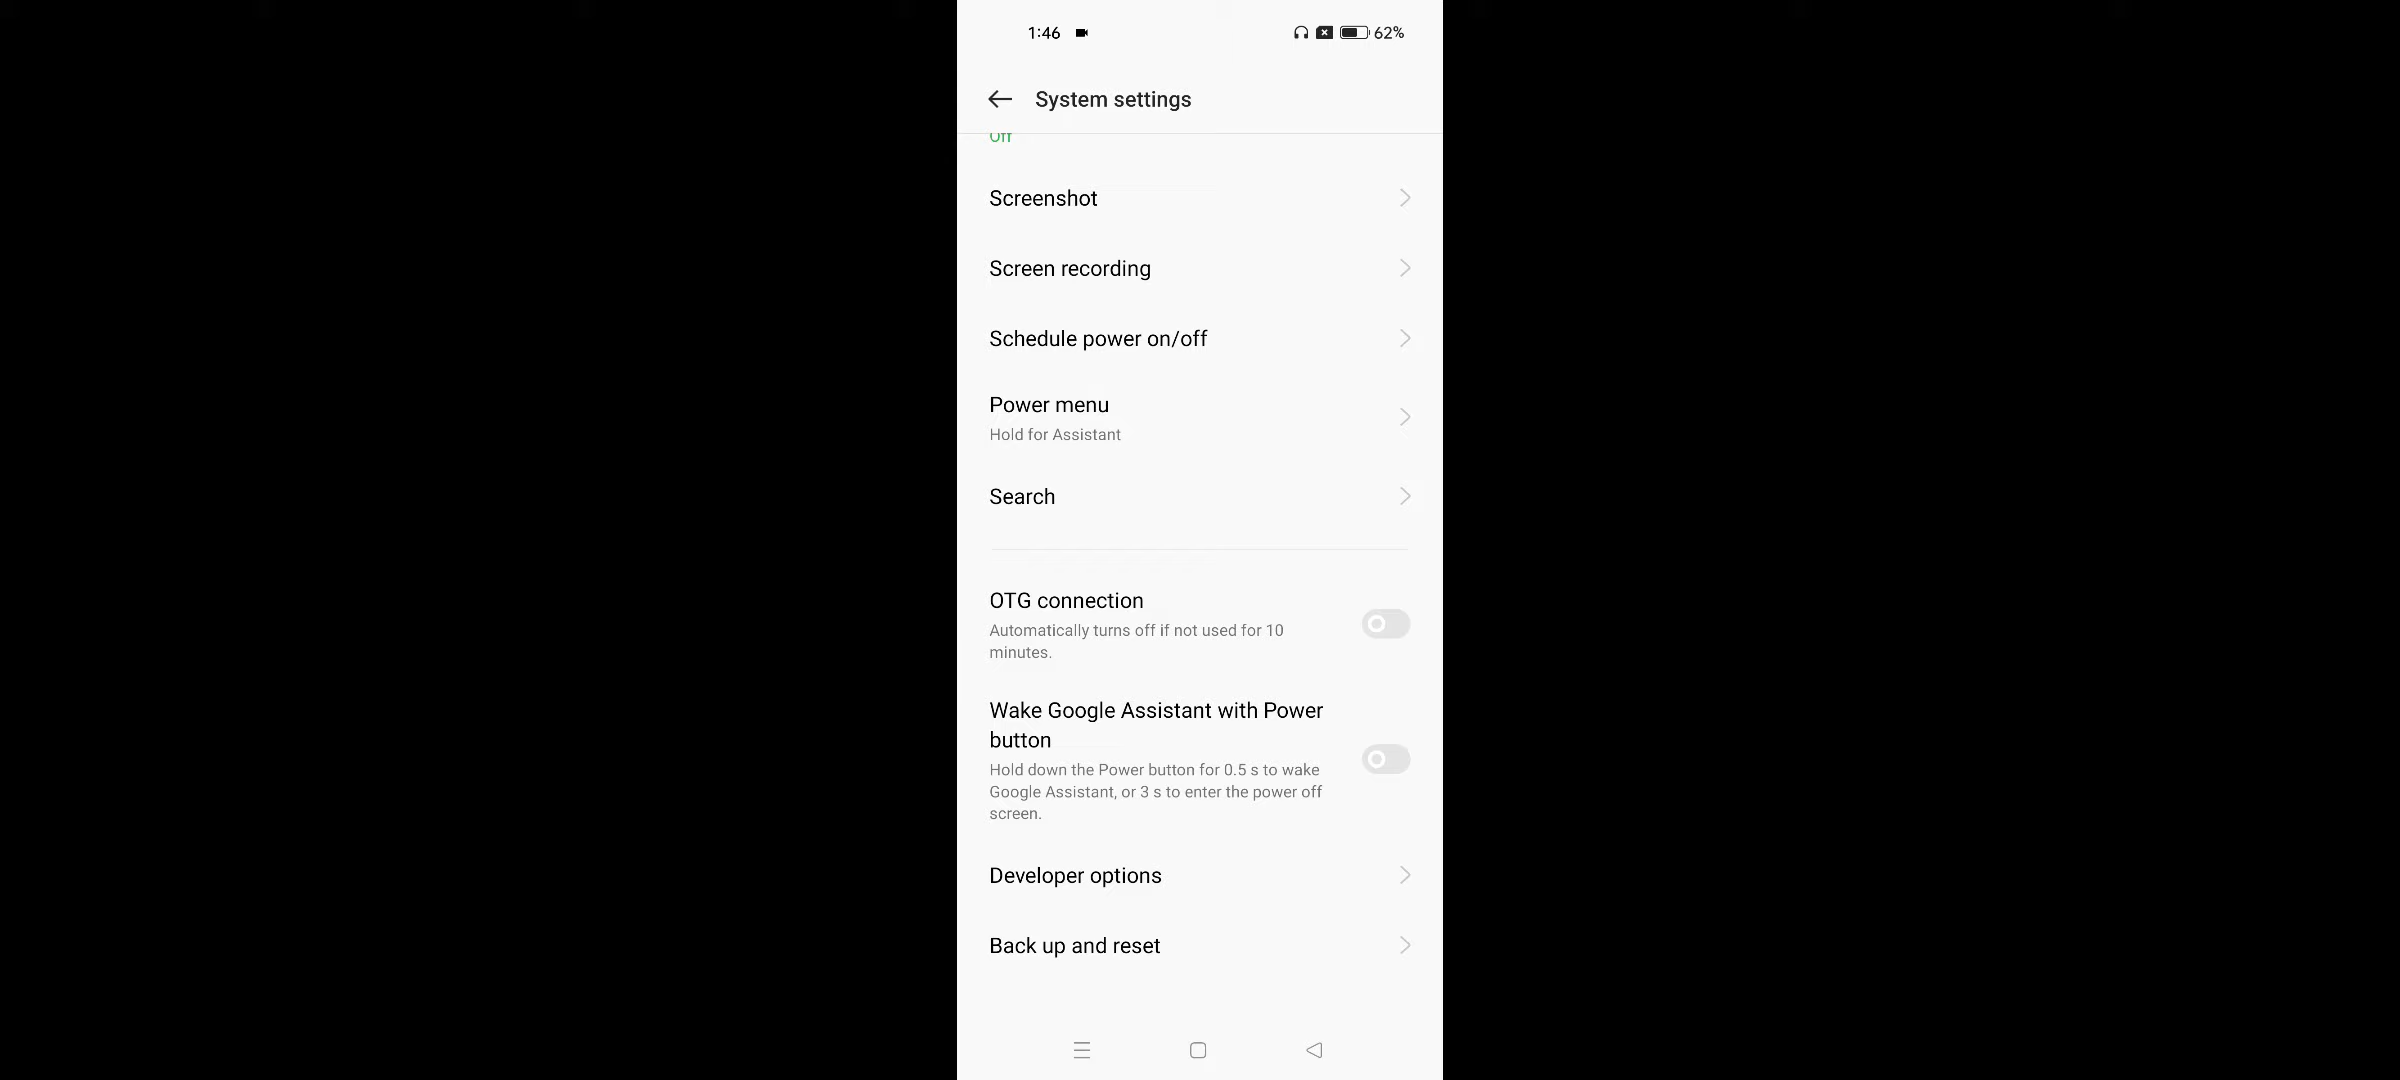 1:46
62%
System settings
Off
Screenshot
Screen recording
Schedule power on/off
Power menu
Hold for Assistant
Search
OTG connection
Automatically turns off if not used for 10
minutes.
Wake Google Assistant with Power
button
Hold down the Power button for 0.5 s to wake
Google Assistant, or 3 s to enter the power off
screen.
Developer options
Back up and reset